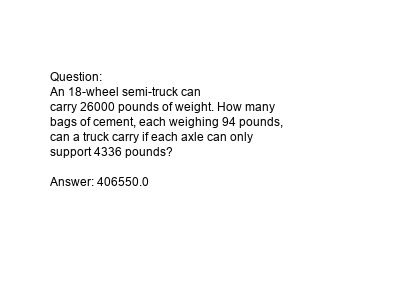 Question:
An 18-wheel semi-truck can
carry 26000 pounds of weight. How many
bags of cement, each weighing 94 pounds,
can a truck carry if each axle can only
support 4336 pounds?
Answer: 406550.0